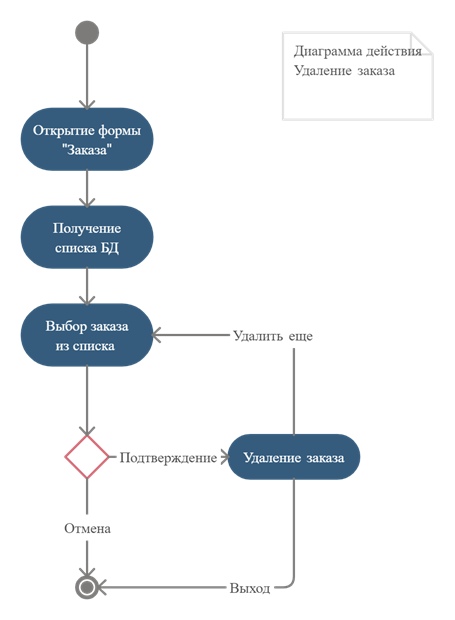 Диаграмма действия
Удаление заказа
Открытие формы
"Заказа"
Получение
списка БД
Выбор заказа
из списка
Удалить еще
Подтверждение
Удаление заказа
Отмена
Выход